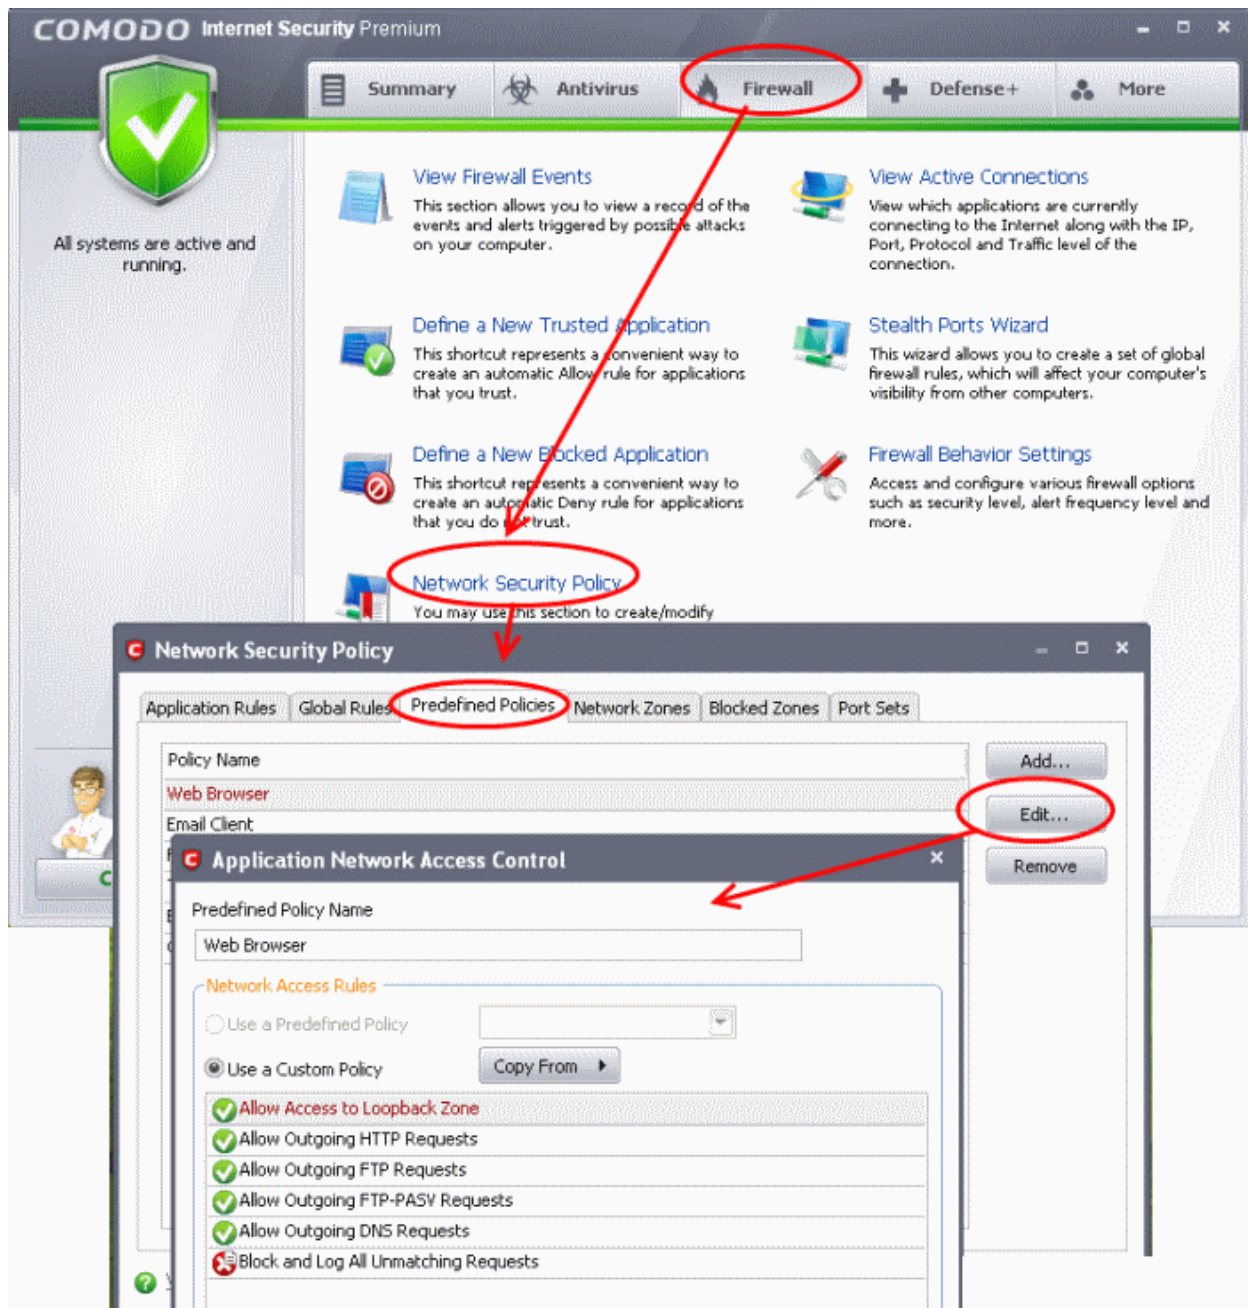 COMODO Internet Security Premium
Summary
Antivirus
Firewall
Defense+
More
All systems are active and
running.
View Firewall Events
This section allows you to view a record of the
events and alerts triggered by possible attacks
on your computer.
View Active Connections
View which applications are currently
connecting to the Internet along with the IP,
Port, Protocol and Traffic level of the
connection.
Define a New Trusted Application
This shortcut represents a convenient way to
create an automatic Allow rule for applications
that you trust.
Stealth Ports Wizard
This wizard allows you to create a set of global
firewall rules, which will affect your computer's
visibility from other computers.
Define a New Blocked Application
This shortcut represents a convenient way to
create an automatic Deny rule for applications
that you do not trust.
Firewall Behavior Settings
Access and configure various firewall options
such as security level, alert frequency level and
more.
Network Security Policy
You may use this section to create/modify
Network Security Policy
Application Rules
Global Rules
Predefined Policies
Network Zones
Blocked Zones
Port Sets
Policy Name
Web Browser
Email Client
Add...
Edit...
Remove
C
Application Network Access Control
Predefined Policy Name
Web Browser
Network Access Rules
Use a Predefined Policy
Use a Custom Policy
Copy From
Allow Access to Loopback Zone
Allow Outgoing HTTP Requests
Allow Outgoing FTP Requests
Allow Outgoing FTP-PASV Requests
Allow Outgoing DNS Requests
Block and Log All Unmatching Requests